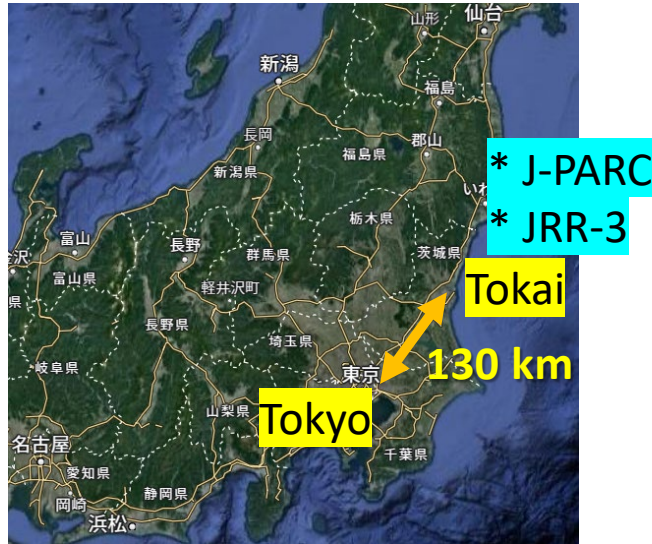 仙台
山形
新潟
福島
長岡
郡山
* J-PARC
福島県
新潟県
いわ
* JRR-3
栃木県
富山
長野
群馬県
茨城県
富山県
軽井沢町
Tokai
長野県
埼玉県
岐阜県
東京
130 km
山梨県
Tokyo
名古屋
千葉県
愛知県
静岡県
岡崎
浜松